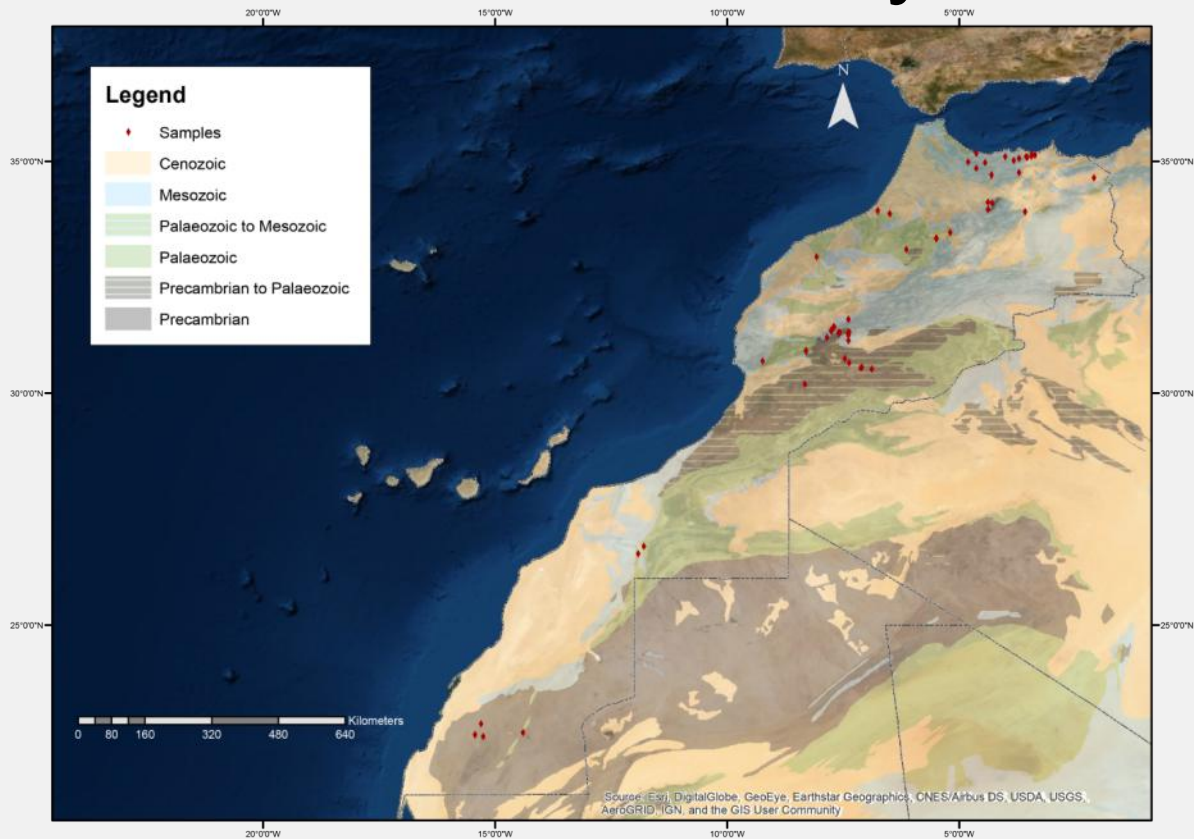 20°0'0"W 15°0'0"W 10°0'0"W 5°0'0"W
N
Legend
Samples
Cenozoic
Mesozoic
Palaeozoic to Mesozoic
Palaeozoic
Precambrian to Palaeozoic
Precambrian
35°0'0"N 35°0'0"N
30°0'0"N 30°0'0"N
25°0'0"N 25°0'0"N
Kilometers
0 80 160 320 480 640
Source: Esri, DigitalGlobe, GeoEye, Earthstar Geographics, CNES/Airbus DS, USDA, USGS,
AeroGRID, IGN, and the GIS User Community
20°0'0"W 15°0'0"W 10°0'0"W 5°0'0"W